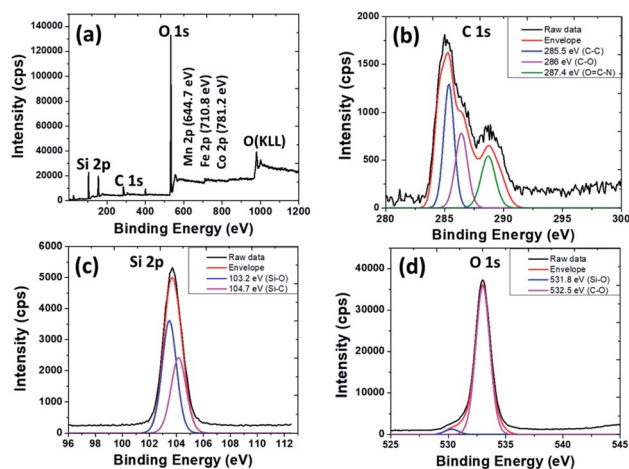 (a)
O 1s
Mn 2p (644.7 eV)
Fe 2p (710.8 eV)
Co 2p (781.2 eV)
O(KLL)
Si 2p
C 1s
140000
120000
100000
80000
60000
40000
20000
0
200 400 600 800 1000 1200
Intensity (cps)
Binding Energy (eV)
(b)
C 1s
Raw data
Envelope
285.5 eV (C-C)
286 eV (C-O)
287.4 eV (O=C-N)
2000
1500
1000
500
0
280 285 290 295 300
Intensity (cps)
Binding Energy (eV)
(c)
Si 2p
Raw data
Envelope
103.2 eV (Si-O)
104.7 eV (Si-C)
6000
5000
4000
3000
2000
1000
0
96 98 100 102 104 106 108 110 112
Intensity (cps)
Binding Energy (eV)
(d)
O 1s
Raw data
Envelope
531.8 eV (Si-O)
532.5 eV (C-O)
40000
30000
20000
10000
0
525 530 535 540 545
Intensity (cps)
Binding Energy (eV)